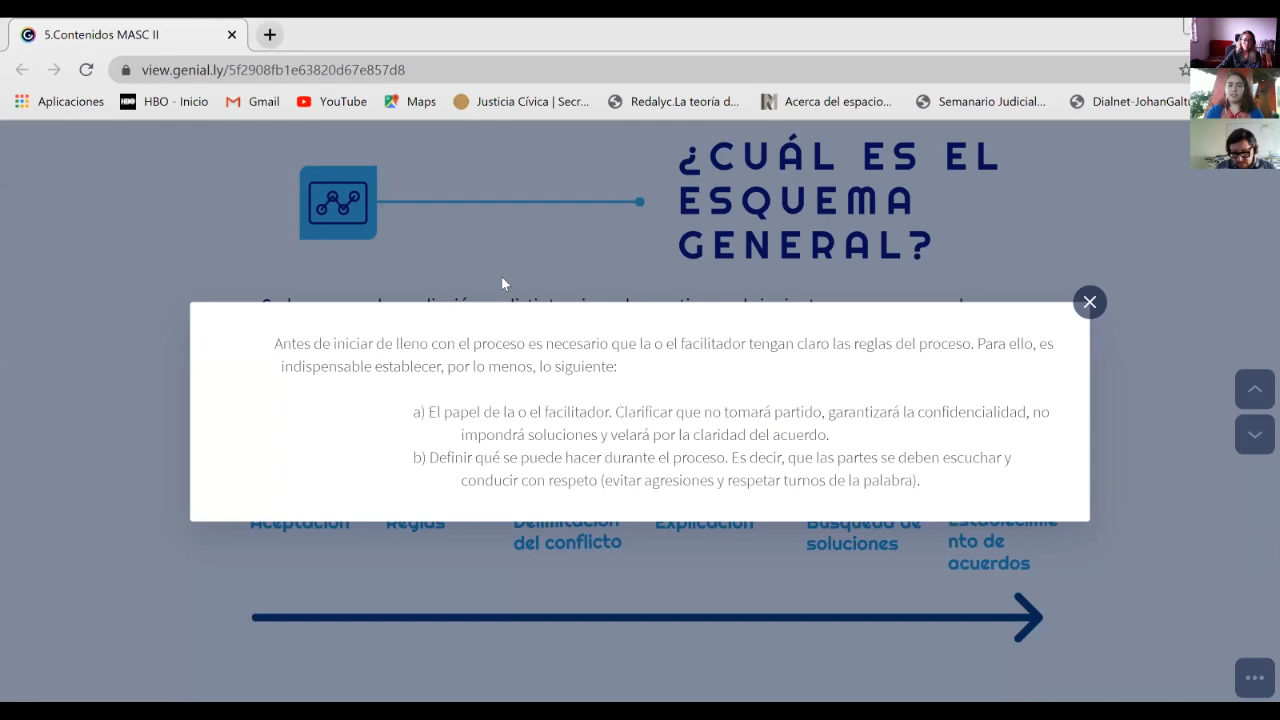 5.Contenidos MASC II
view.genial.ly/5f2908fb1e63820d67e857d8
Aplicaciones
HBO - Inicio
Gmail
YouTube
Maps
Justicia Cívica | Secr...
Redalyc.La teoría d...
Acerca del espacio...
Semanario Judicial...
Dialnet-JohanGaltu
¿CUÁL ES EL
ESQUEMA
GENERAL?
Antes de iniciar de lleno con el proceso es necesario que la o el facilitador tengan claro las reglas del proceso. Para ello, es
indispensable establecer, por lo menos, lo siguiente:
a) El papel de la o el facilitador. Clarificar que no tomará partido, garantizará la confidencialidad, no
impondrá soluciones y velará por la claridad del acuerdo.
b) Definir qué se puede hacer durante el proceso. Es decir, que las partes se deben escuchar y
conducir con respeto (evitar agresiones y respetar turnos de la palabra).
Aceptación
Reglas
Delimitación
del conflicto
Explicación
Búsqueda de
soluciones
Establecimie
nto de
acuerdos